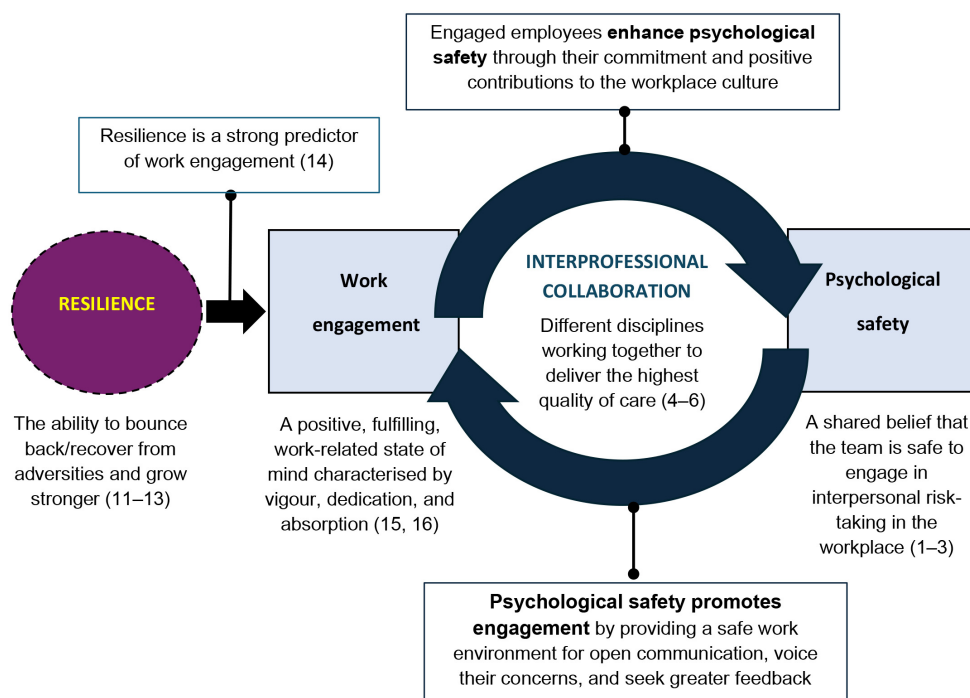 Engaged employees enhance psychological
safety through their commitment and positive
contributions to the workplace culture
Resilience is a strong predictor
of work engagement (14)
RESILIENCE
Work
engagement
INTERPROFESSIONAL
COLLABORATION
Different disciplines
working together to
deliver the highest
quality of care (4–6)
Psychological
safety
The ability to bounce
back/recover from
adversities and grow
stronger (11–13)
A positive, fulfilling,
work-related state of
mind characterised by
vigour, dedication, and
absorption (15, 16)
A shared belief that
the team is safe to
engage in
interpersonal risk-
taking in the
workplace (1–3)
Psychological safety promotes
engagement by providing a safe work
environment for open communication, voice
their concerns, and seek greater feedback